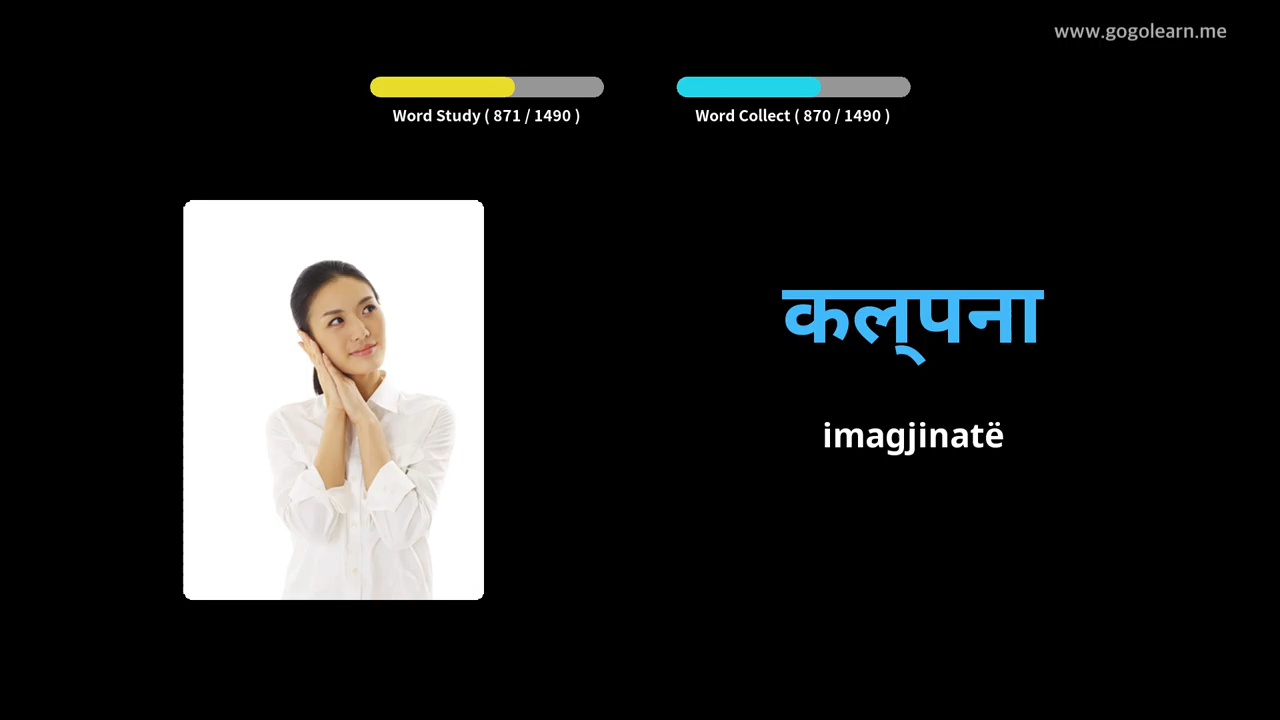 www.gogolearn.me
Word Study ( 871 / 1490 )
Word Collect ( 870 / 1490 )
कल्‌पना
imagjinatë